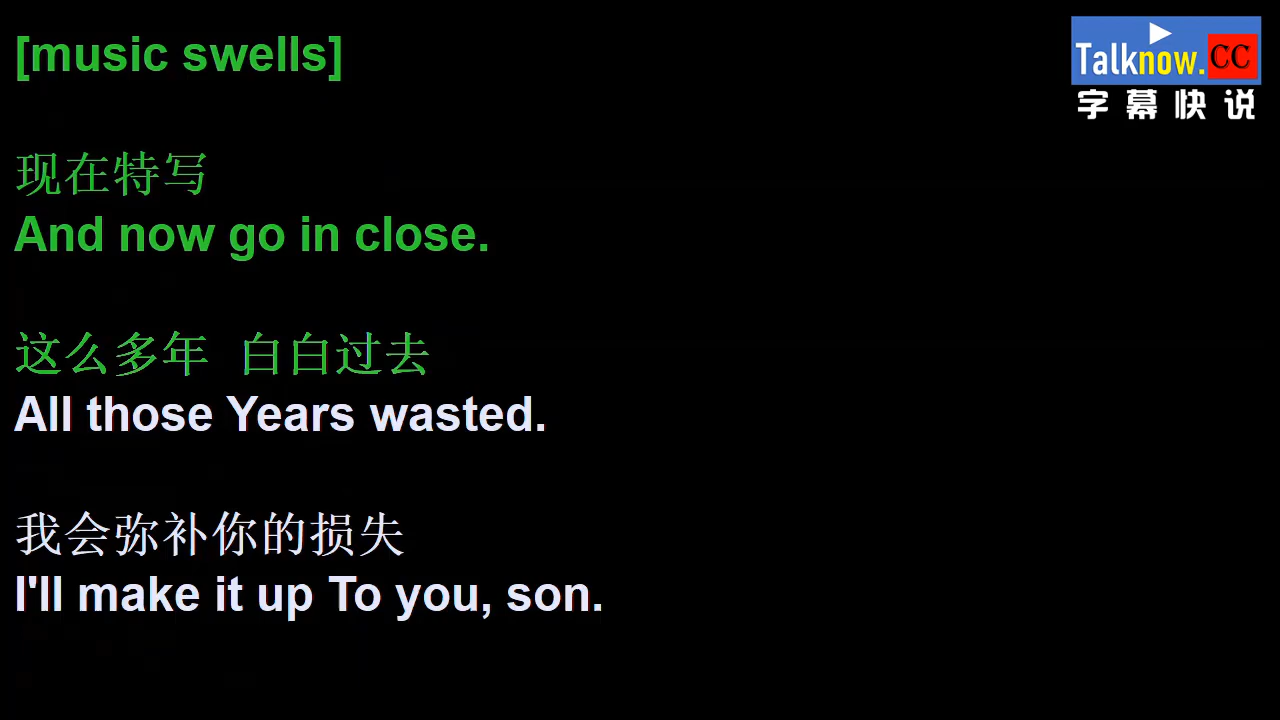 [music swells]
Talknow.CC
字幕快说
现在特写
And now go in close.
这么多年 白白过去
All those Years wasted.
我会弥补你的损失
I'll make it up To you, son.